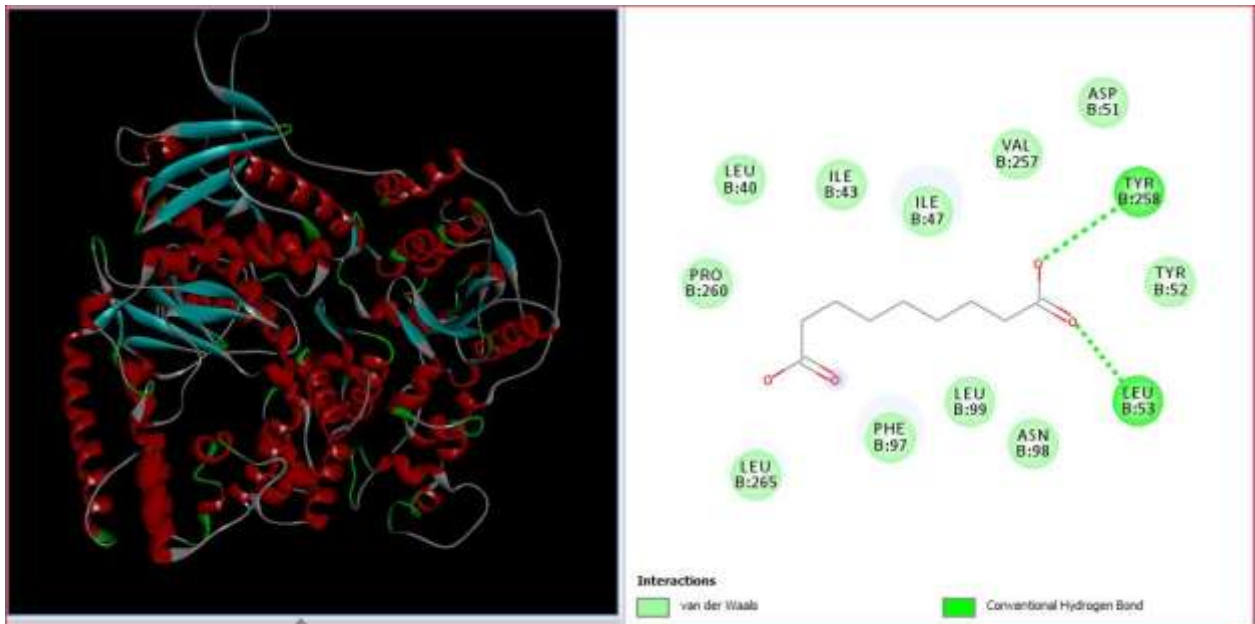 ASP
B:51
VAL
B:257
LEU
B:40
ILE
B:43
TYR
B:258
ILE
B:47
PRO
B:260
TYR
B:52
O
O
O
O
LEU
B:99
LEU
B:53
PHE
B:97
ASN
B:98
LEU
B:265
Interactions
van der Waals
Conventional Hydrogen Bond